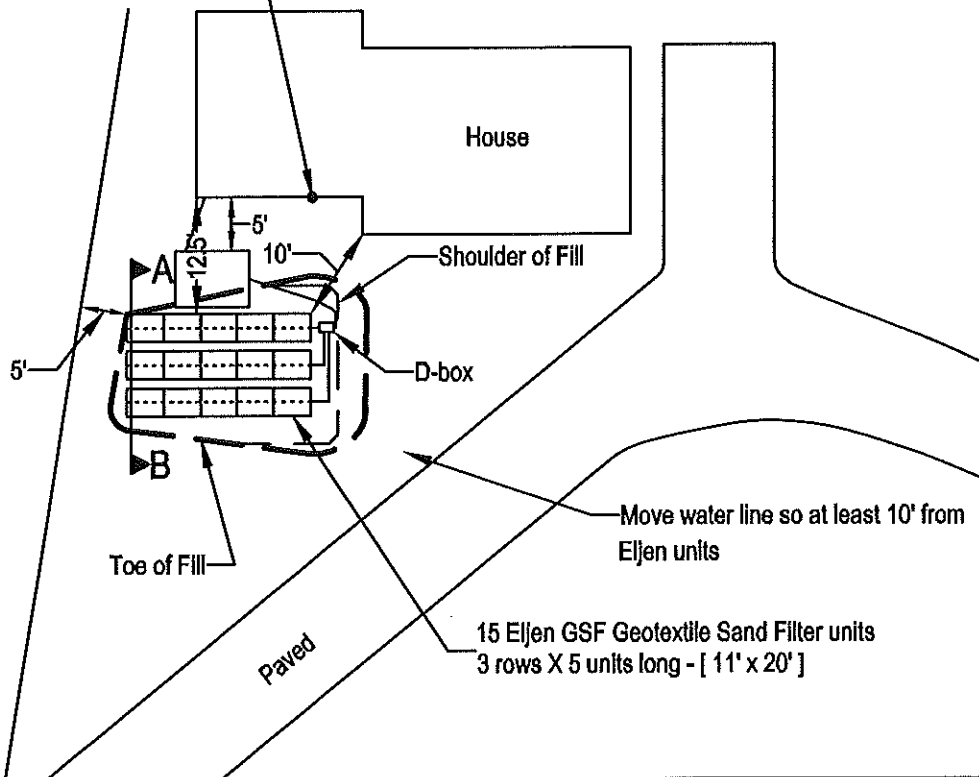 House
5'
12.5'
10'
Shoulder of Fill
A
5'
D-box
B
Move water line so at least 10' from
Eljen units
Toe of Fill
15 Eljen GSF Geotextile Sand Filter units
3 rows X 5 units long - [ 11' x 20' ]
Paved